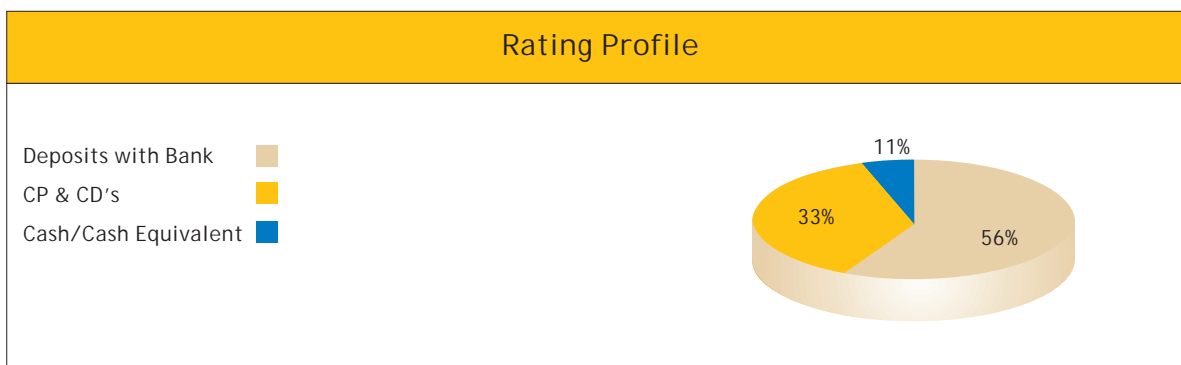 Rating Profile
Deposits with Bank
CP & CD's
Cash/Cash Equivalent
11%
33%
56%